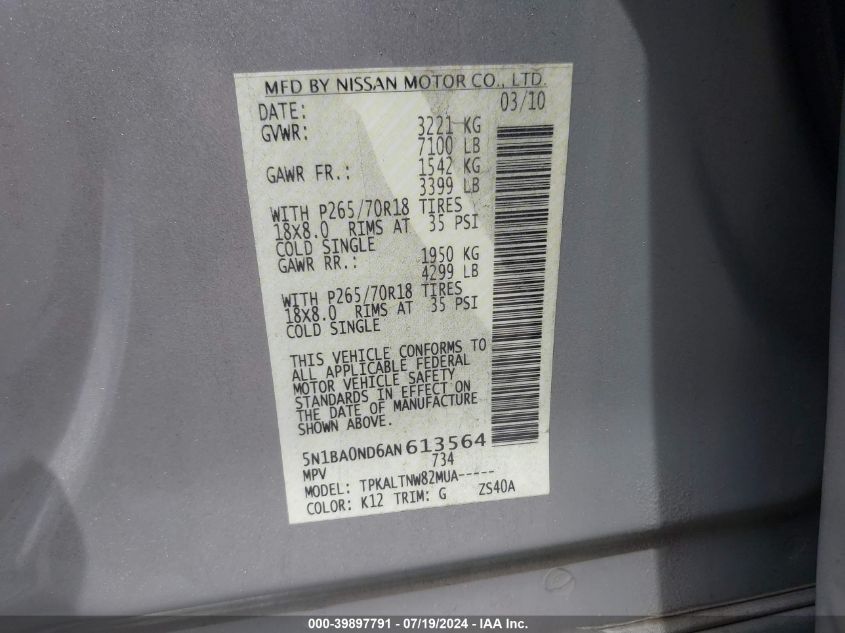 MFD BY NISSAN MOTOR CO., LTD.
DATE: 03/10
GVWR: 3221 KG
7100 LB
GAWR FR.: 1542 KG
3399 LB
WITH P265/70R18 TIRES
18X8.0 RIMS AT 35 PSI
COLD SINGLE
GAWR RR.: 1950 KG
4299 LB
WITH P265/70R18 TIRES
18X8.0 RIMS AT 35 PSI
COLD SINGLE
THIS VEHICLE CONFORMS TO
ALL APPLICABLE FEDERAL
MOTOR VEHICLE SAFETY
STANDARDS IN EFFECT ON
THE DATE OF MANUFACTURE
SHOWN ABOVE.
5N1BA0ND6AN613564
MPV 734
MODEL: TPKALTNW82MUA-----
COLOR: K12 TRIM: G ZS40A
000-39897791 / 07/19/2024 - IAA Inc.